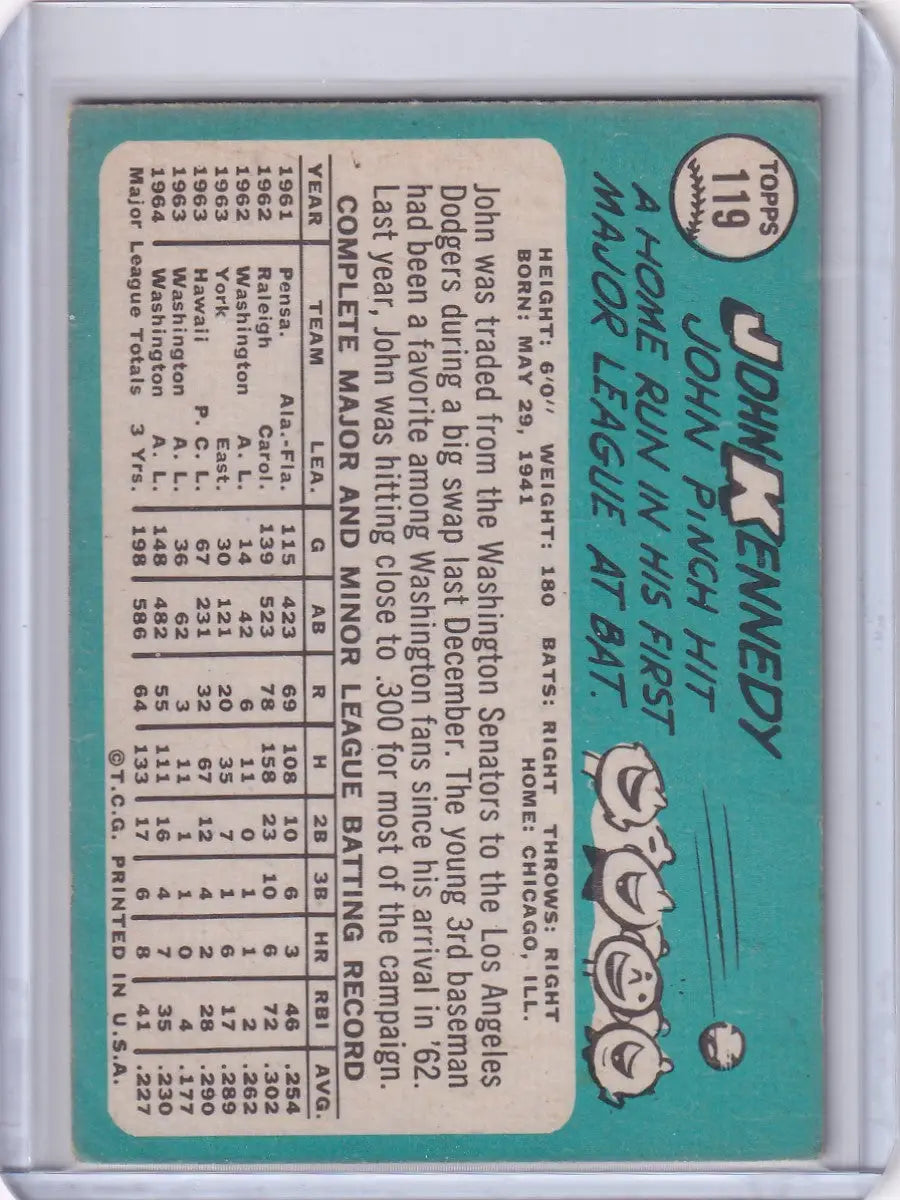 TOPPS
119
JOHN KENNEDY
JOHN PINCH HIT
A HOME RUN IN HIS FIRST
MAJOR LEAGUE AT BAT.
HEIGHT: 6'0" WEIGHT: 180 BATS: RIGHT THROWS: RIGHT
BORN: MAY 29, 1941 HOME: CHICAGO, ILL.
John was traded from the Washington Senators to the Los Angeles
Dodgers during a big swap last December. The young 3rd baseman
had been a favorite among Washington fans since his arrival in '62.
Last year, John was hitting close to .300 for most of the campaign.
COMPLETE MAJOR AND MINOR LEAGUE BATTING RECORD
YEAR TEAM LEA. G AB R H 2B 3B HR RBI AVG.
1961 Pensa. Ala.-Fla. 115 423 69 108 10 6 3 46 .254
1962 Raleigh Carol. 139 523 78 158 23 10 6 72 .302
1962 Washington A. L. 14 42 6 11 0 1 1 2 .262
1963 York East. 30 121 20 35 7 1 6 17 .289
1963 Hawaii P. C. L. 67 231 32 67 12 4 2 28 .290
1963 Washington A. L. 36 62 3 11 1 1 0 4 .177
1964 Washington A. L. 148 482 55 111 16 4 7 35 .230
Major League Totals 3 Yrs. 198 586 64 133 17 6 8 41 .227
©T.C.G. PRINTED IN U.S.A.